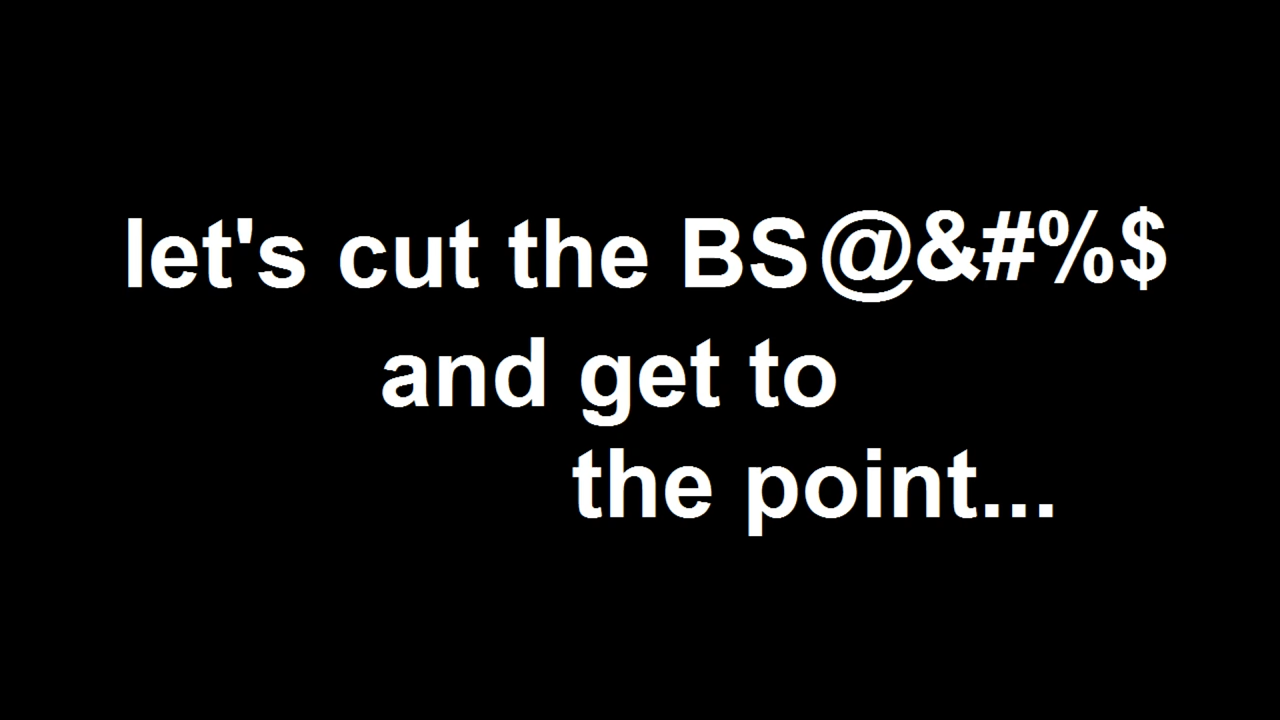 let's cut the BS@&#%$
and get to
the point...